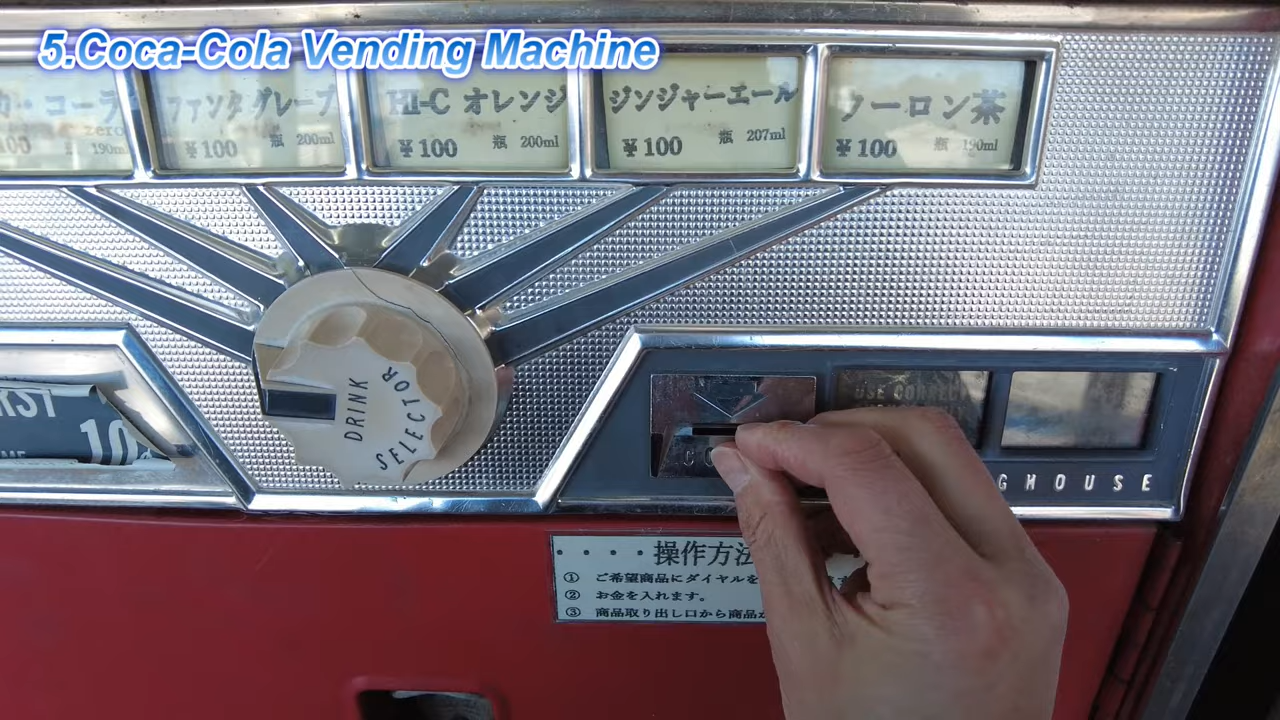 5.Coca-Cola Vending Machine
カ・コーラ
zero
100 190ml
ファンタグレープ
¥100 瓶 200ml
HI-C オレンジ
¥100 瓶 200ml
ジンジャーエール
¥100 瓶 207ml
ウーロン茶
¥100 瓶 190ml
DRINK
SELECTOR
10
USE
GHOUSE
操作方法
① ご希望商品にダイヤルを
② お金を入れます。
③ 商品取り出し口から商品